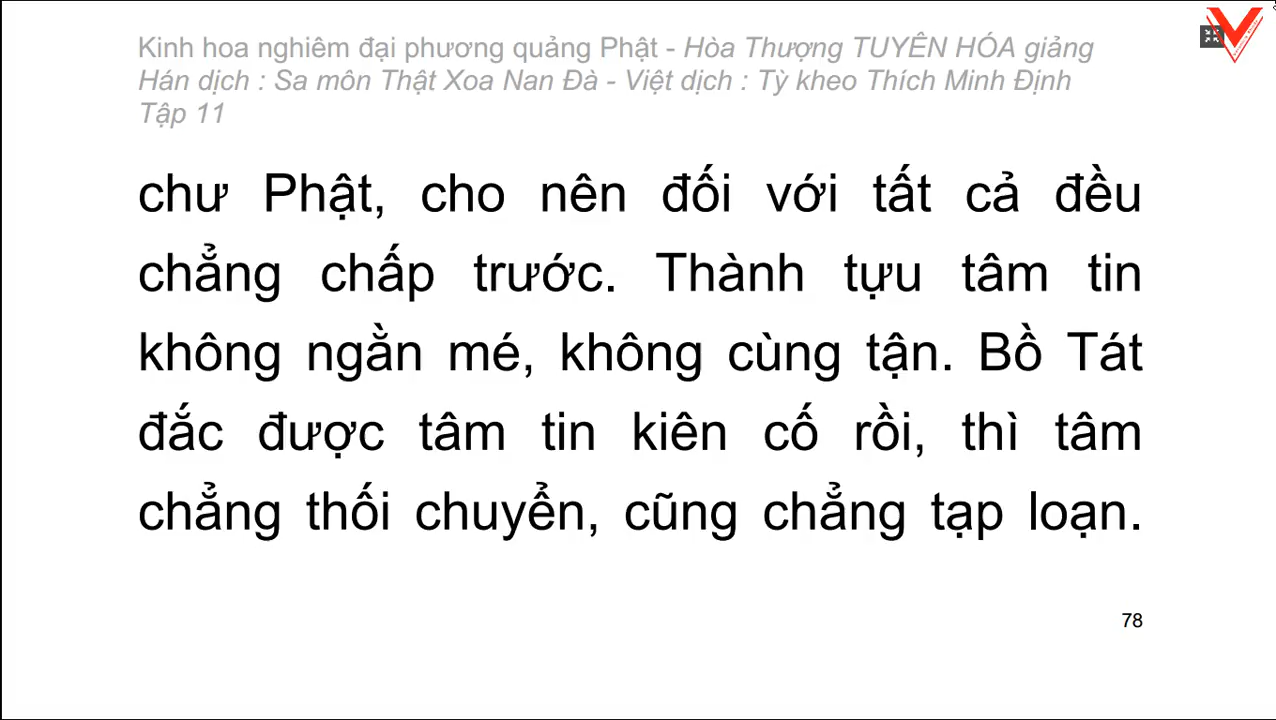 Kinh hoa nghiêm đại phương quảng Phật - Hòa Thượng TUYÊN HÓA giảng
Hán dịch : Sa môn Thật Xoa Nan Đà - Việt dịch : Tỳ kheo Thích Minh Định
Tập 11
chư Phật, cho nên đối với tất cả đều
chẳng chấp trước. Thành tựu tâm tin
không ngằn mé, không cùng tận. Bồ Tát
đắc được tâm tin kiên cố rồi, thì tâm
chẳng thối chuyển, cũng chẳng tạp loạn.
78